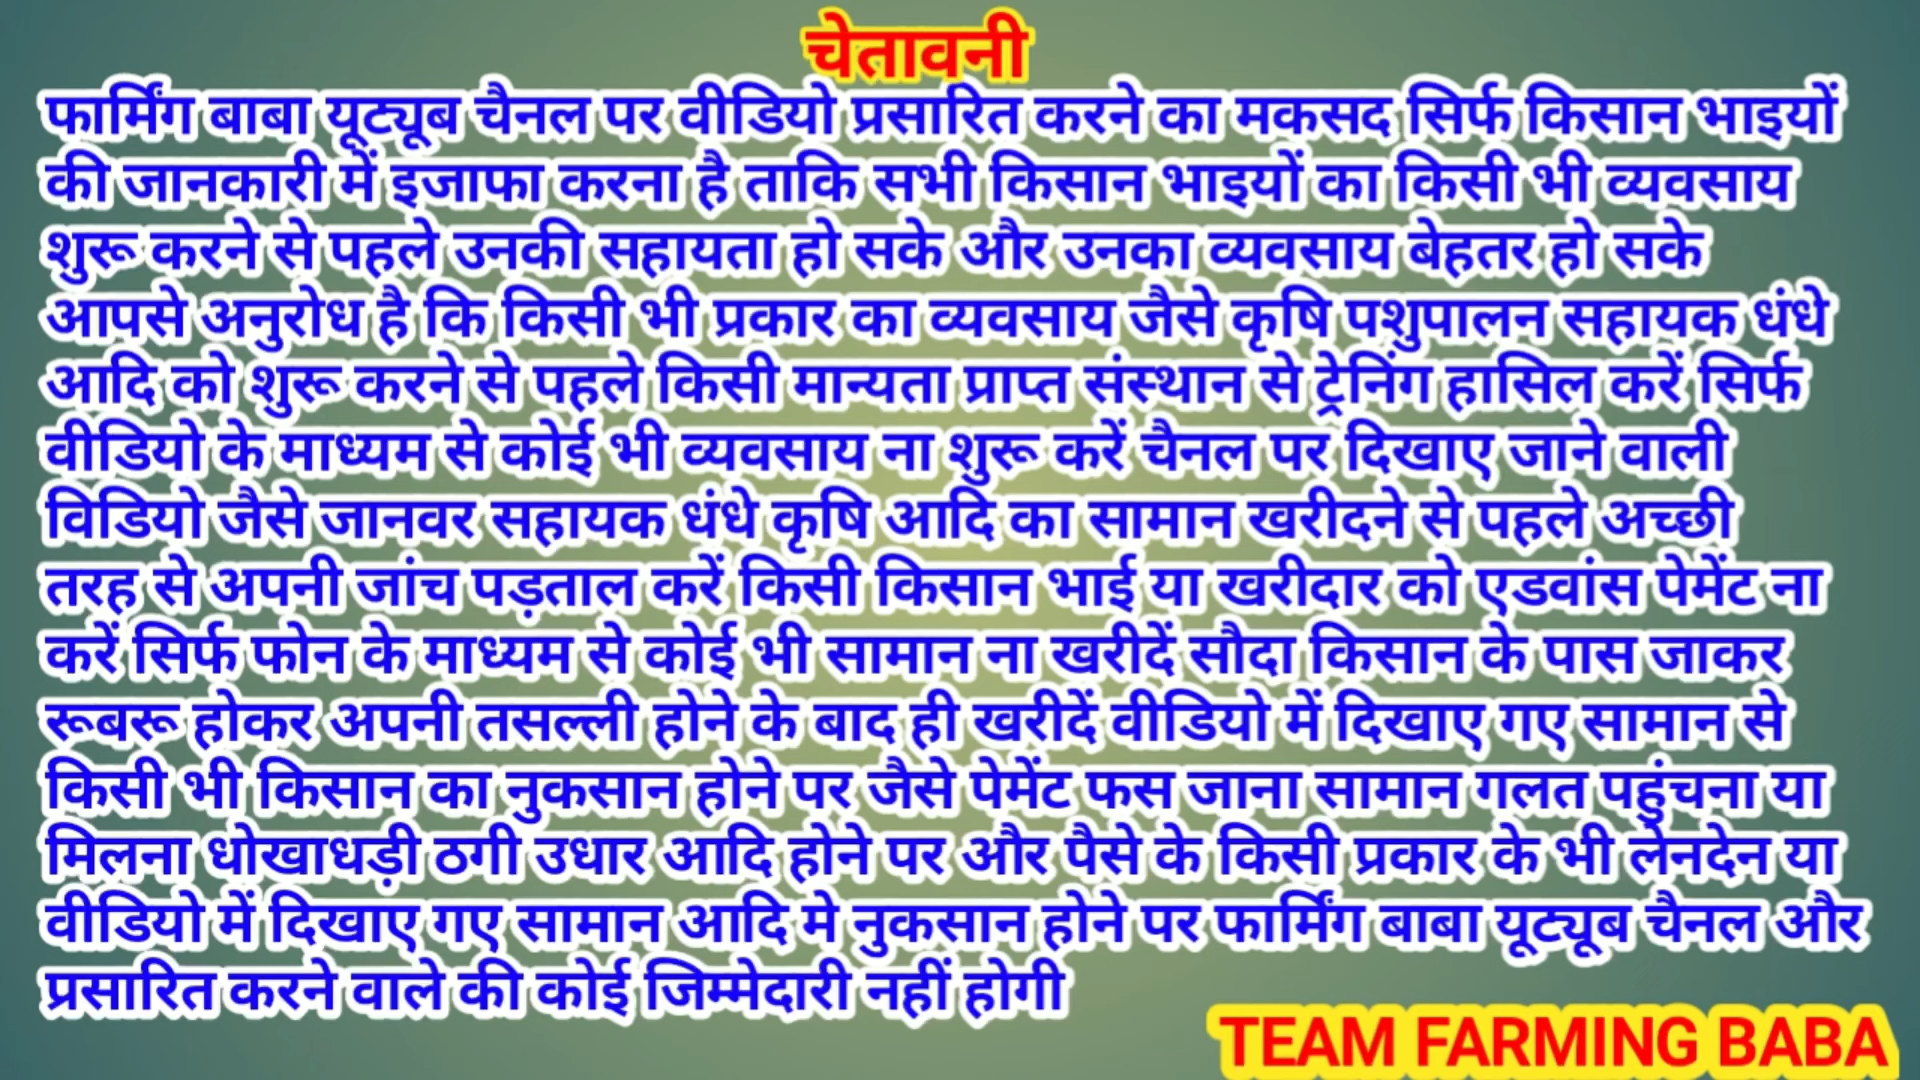 चेतावनी
फार्मिंग बाबा यूट्यूब चैनल पर वीडियो प्रसारित करने का मकसद सिर्फ किसान भाइयों
की जानकारी में इजाफा करना है ताकि सभी किसान भाइयों का किसी भी व्यवसाय
शुरू करने से पहले उनकी सहायता हो सके और उनका व्यवसाय बेहतर हो सके
आपसे अनुरोध है कि किसी भी प्रकार का व्यवसाय जैसे कृषि पशुपालन सहायक धंधे
आदि को शुरू करने से पहले किसी मान्यता प्राप्त संस्थान से ट्रेनिंग हासिल करें सिर्फ
वीडियो के माध्यम से कोई भी व्यवसाय ना शुरू करें चैनल पर दिखाए जाने वाली
विडियो जैसे जानवर सहायक धंधे कृषि आदि का सामान खरीदने से पहले अच्छी
तरह से अपनी जांच पड़ताल करें किसी किसान भाई या खरीदार को एडवांस पेमेंट ना
करें सिर्फ फोन के माध्यम से कोई भी सामान ना खरीदें सौदा किसान के पास जाकर
रूबरू होकर अपनी तसल्ली होने के बाद ही खरीदें वीडियो में दिखाए गए सामान से
किसी भी किसान का नुकसान होने पर जैसे पेमेंट फस जाना सामान गलत पहुंचना या
मिलना धोखाधड़ी ठगी उधार आदि होने पर और पैसे के किसी प्रकार के भी लेनदेन या
वीडियो में दिखाए गए सामान आदि मे नुकसान होने पर फार्मिंग बाबा यूट्यूब चैनल और
प्रसारित करने वाले की कोई जिम्मेदारी नहीं होगी
TEAM FARMING BABA